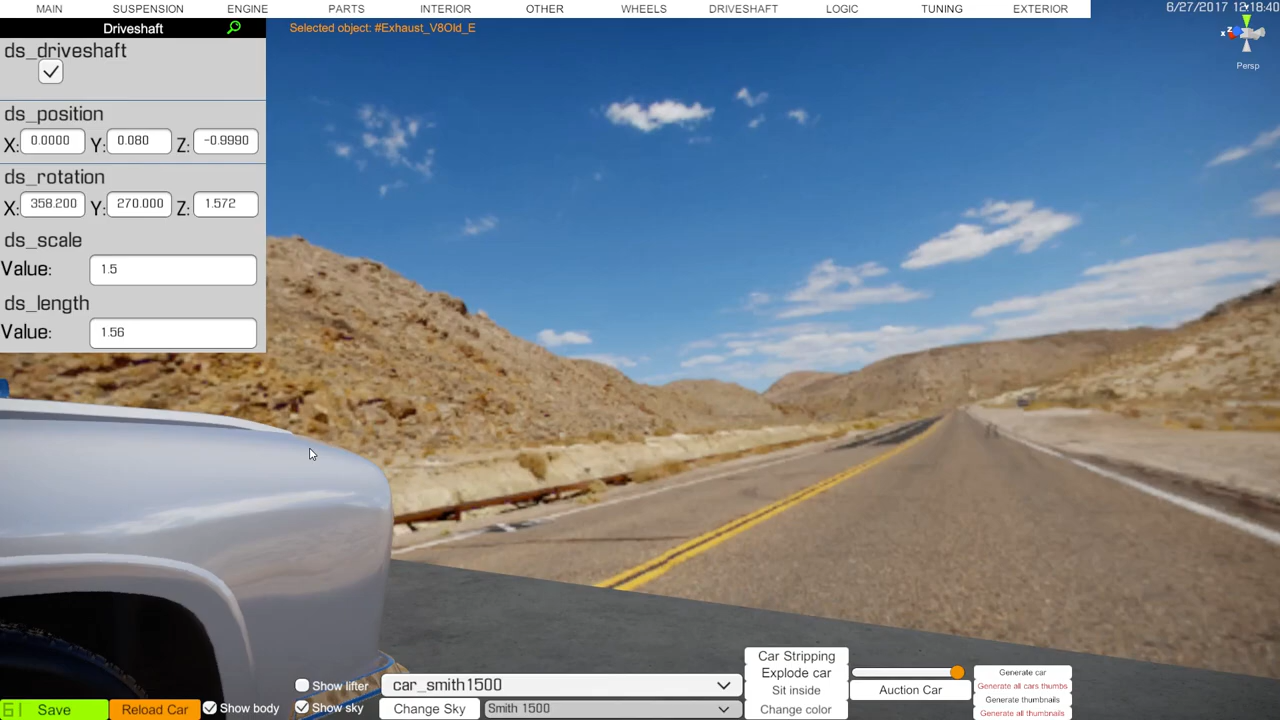 MAIN SUSPENSION ENGINE PARTS INTERIOR OTHER WHEELS DRIVESHAFT LOGIC TUNING EXTERIOR
6/27/2017 12:18:40
Driveshaft
Selected object: #Exhaust_V8Old_E
ds_driveshaft
x z
Persp
ds_position
X: 0.0000 Y: 0.080 Z: -0.9990
ds_rotation
X: 358.200 Y: 270.000 Z: 1.572
ds_scale
Value: 1.5
ds_length
Value: 1.56
Car Stripping
Explode car
Sit inside
Change color
Auction Car
Generate car
Generate all cars thumbs
Generate thumbnails
Generate all thumbnails
Show lifter
car_smith1500
Save
Reload Car
Show body
Show sky
Change Sky
Smith 1500